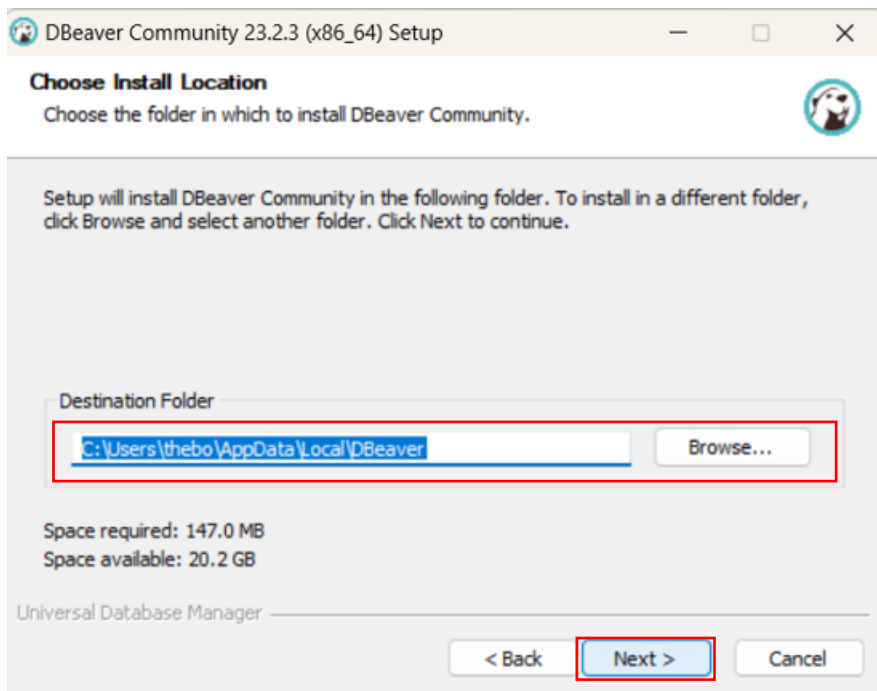 DBeaver Community 23.2.3 (x86_64) Setup
Choose Install Location
Choose the folder in which to install DBeaver Community.
Setup will install DBeaver Community in the following folder. To install in a different folder,
click Browse and select another folder. Click Next to continue.
Destination Folder
C:\Users\thebo\AppData\Local\DBeaver
Browse...
Space required: 147.0 MB
Space available: 20.2 GB
Universal Database Manager
< Back
Next >
Cancel